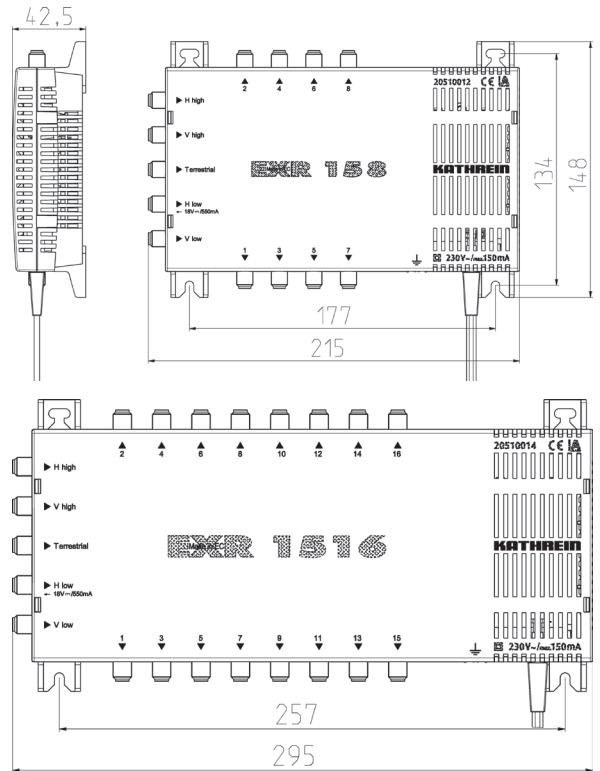 42,5
2 4 6 8
20510012 CE
H high
V high
Terrestrial
EXR 158
KATHREIN
H low
← 18V ⎓/550mA
V low
1 3 5 7
230V~/max.150mA
134
148
177
215
2 4 6 8 10 12 14 16
20510014 CE
H high
V high
Terrestrial
EXR 1516
KATHREIN
H low
← 18V ⎓/550mA
V low
1 3 5 7 9 11 13 15
230V~/max.150mA
257
295